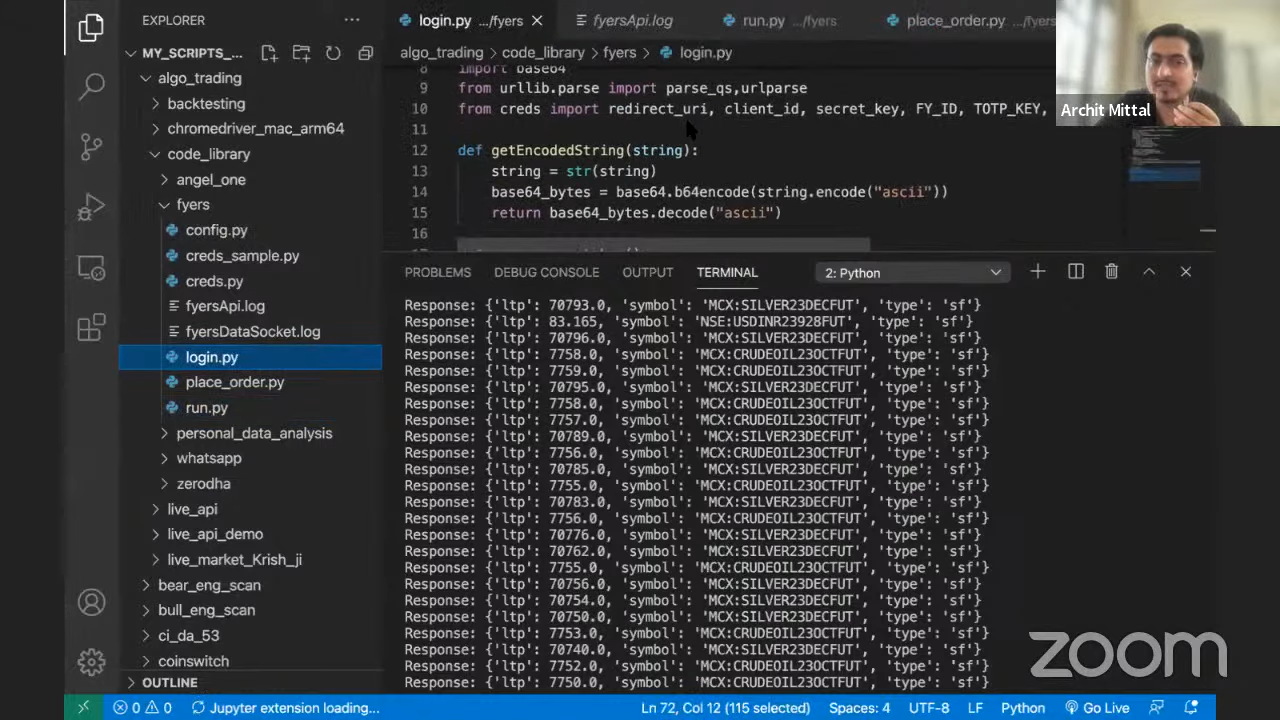 EXPLORER
MY_SCRIPTS_...
algo_trading
backtesting
chromedriver_mac_arm64
code_library
angel_one
fyers
config.py
creds_sample.py
creds.py
fyersApi.log
fyersDataSocket.log
login.py
place_order.py
run.py
personal_data_analysis
whatsapp
zerodha
live_api
live_api_demo
live_market_Krish_ji
bear_eng_scan
bull_eng_scan
ci_da_53
coinswitch
OUTLINE
login.py .../fyers
fyersApi.log
run.py .../fyers
place_order.py .../fyers
algo_trading > code_library > fyers > login.py
8 import base64
9 from urllib.parse import parse_qs,urlparse
10 from creds import redirect_uri, client_id, secret_key, FY_ID, TOTP_KEY,
11
12 def getEncodedString(string):
13 string = str(string)
14 base64_bytes = base64.b64encode(string.encode("ascii"))
15 return base64_bytes.decode("ascii")
16
Archit Mittal
PROBLEMS DEBUG CONSOLE OUTPUT TERMINAL 2: Python
Response: {'ltp': 70793.0, 'symbol': 'MCX:SILVER23DECFUT', 'type': 'sf'}
Response: {'ltp': 83.165, 'symbol': 'NSE:USDINR23928FUT', 'type': 'sf'}
Response: {'ltp': 70796.0, 'symbol': 'MCX:SILVER23DECFUT', 'type': 'sf'}
Response: {'ltp': 7758.0, 'symbol': 'MCX:CRUDEOIL23OCTFUT', 'type': 'sf'}
Response: {'ltp': 7759.0, 'symbol': 'MCX:CRUDEOIL23OCTFUT', 'type': 'sf'}
Response: {'ltp': 70795.0, 'symbol': 'MCX:SILVER23DECFUT', 'type': 'sf'}
Response: {'ltp': 7758.0, 'symbol': 'MCX:CRUDEOIL23OCTFUT', 'type': 'sf'}
Response: {'ltp': 7757.0, 'symbol': 'MCX:CRUDEOIL23OCTFUT', 'type': 'sf'}
Response: {'ltp': 70789.0, 'symbol': 'MCX:SILVER23DECFUT', 'type': 'sf'}
Response: {'ltp': 7756.0, 'symbol': 'MCX:CRUDEOIL23OCTFUT', 'type': 'sf'}
Response: {'ltp': 70785.0, 'symbol': 'MCX:SILVER23DECFUT', 'type': 'sf'}
Response: {'ltp': 7755.0, 'symbol': 'MCX:CRUDEOIL23OCTFUT', 'type': 'sf'}
Response: {'ltp': 70783.0, 'symbol': 'MCX:SILVER23DECFUT', 'type': 'sf'}
Response: {'ltp': 7756.0, 'symbol': 'MCX:CRUDEOIL23OCTFUT', 'type': 'sf'}
Response: {'ltp': 70776.0, 'symbol': 'MCX:SILVER23DECFUT', 'type': 'sf'}
Response: {'ltp': 70762.0, 'symbol': 'MCX:SILVER23DECFUT', 'type': 'sf'}
Response: {'ltp': 7755.0, 'symbol': 'MCX:CRUDEOIL23OCTFUT', 'type': 'sf'}
Response: {'ltp': 70756.0, 'symbol': 'MCX:SILVER23DECFUT', 'type': 'sf'}
Response: {'ltp': 70754.0, 'symbol': 'MCX:SILVER23DECFUT', 'type': 'sf'}
Response: {'ltp': 70750.0, 'symbol': 'MCX:SILVER23DECFUT', 'type': 'sf'}
Response: {'ltp': 7753.0, 'symbol': 'MCX:CRUDEOIL23OCTFUT', 'type': 'sf'}
Response: {'ltp': 70740.0, 'symbol': 'MCX:SILVER23DECFUT', 'type': 'sf'}
Response: {'ltp': 7752.0, 'symbol': 'MCX:CRUDEOIL23OCTFUT', 'type': 'sf'}
Response: {'ltp': 7750.0, 'symbol': 'MCX:CRUDEOIL23OCTFUT', 'type': 'sf'}
zoom
0 0 Jupyter extension loading... Ln 72, Col 12 (115 selected) Spaces: 4 UTF-8 LF Python Go Live